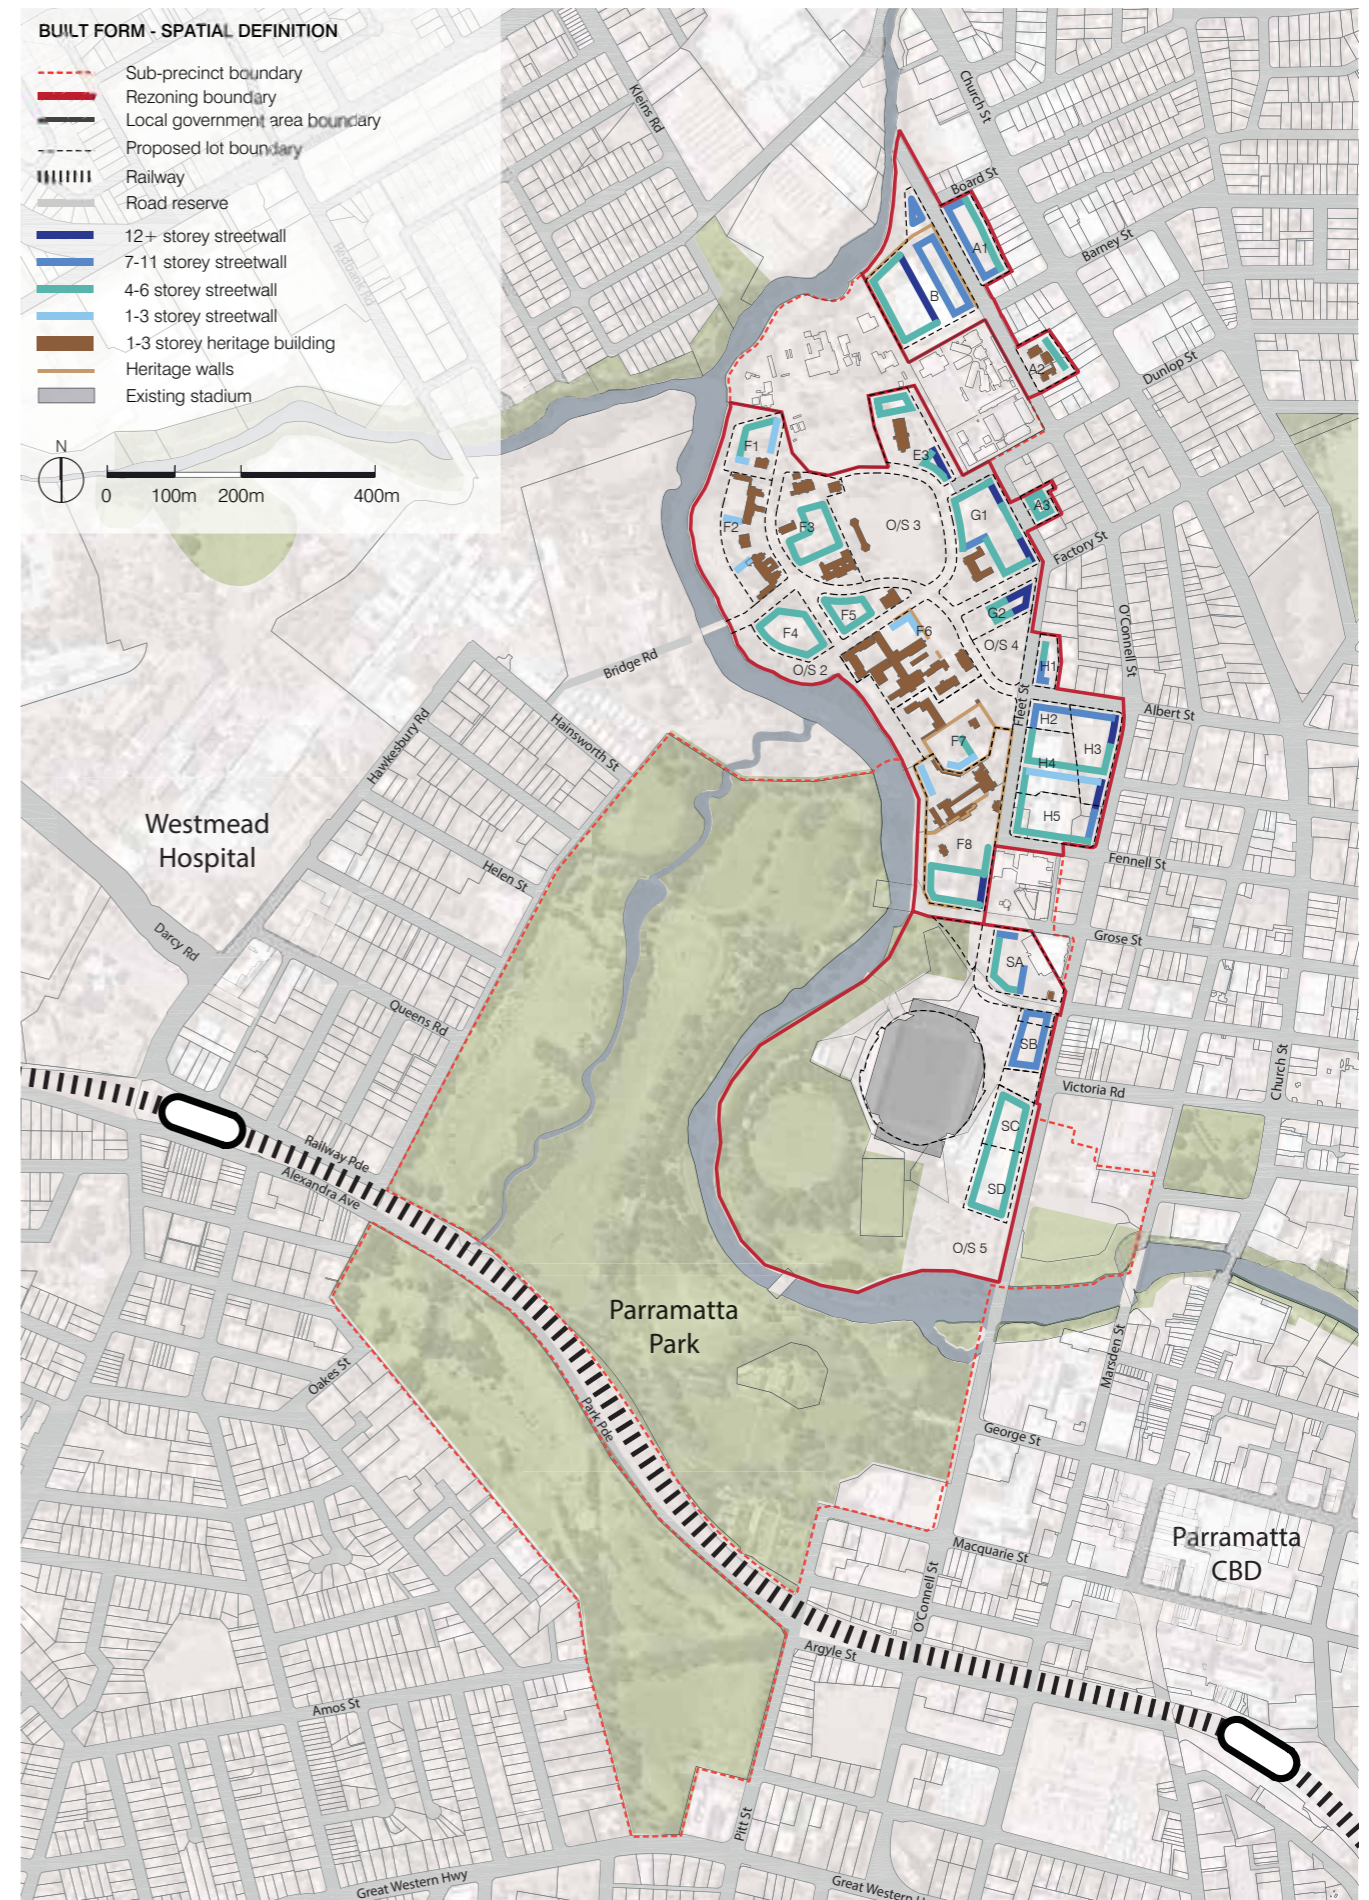 BUILT FORM - SPATIAL DEFINITION
Sub-precinct boundary
Rezoning boundary
Local government area boundary
Proposed lot boundary
Railway
Road reserve
12+ storey streetwall
7-11 storey streetwall
4-6 storey streetwall
1-3 storey streetwall
1-3 storey heritage building
Heritage walls
Existing stadium
N
0 100m 200m 400m
Kleins Rd
Church St
Redbank Rd
Board St
Barney St
Dunlop St
A1
B
A2
E3
F1
F2
F3
O/S 3
G1
A3
Factory St
G2
F5
F4
F6
O/S 4
O/S 2
H1
O'Connell St
Fleet St
Albert St
Bridge Rd
Hainsworth St
Hawkesbury Rd
H2
H3
H4
H5
F7
F8
Fennell St
Westmead
Hospital
Helen St
Darcy Rd
Queens Rd
Grose St
SA
SB
Victoria Rd
Church St
SC
SD
O/S 5
Railway Pde
Alexandra Ave
Parramatta
Park
Oakes St
Park Pde
Marsden St
George St
Macquarie St
Parramatta
CBD
O'Connell St
Argyle St
Amos St
Pitt St
Great Western Hwy
Great Western